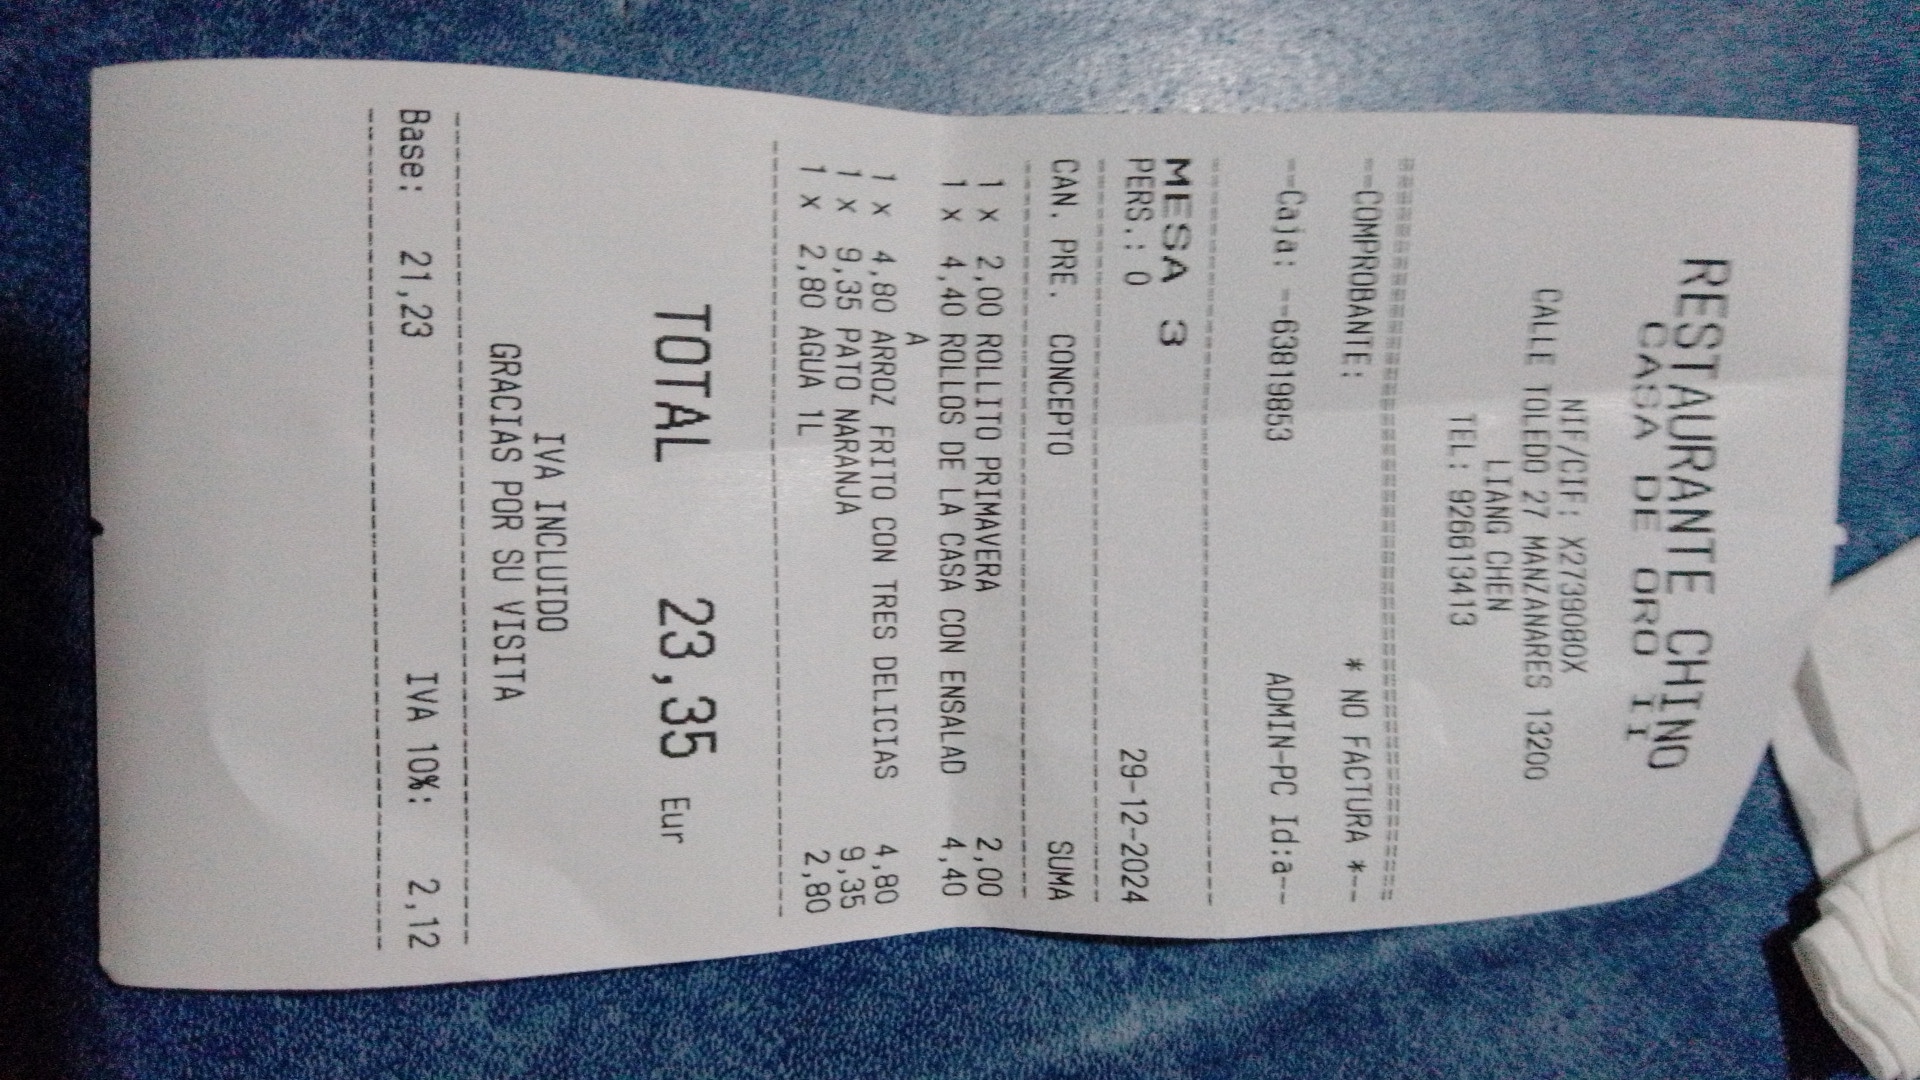 RESTAURANTE CHINO
CASA DE ORO II
NIF/CIF: X2739080X
CALLE TOLEDO 27 MANZANARES 13200
LIANG CHEN
TEL: 926613413
==========================================
--COMPROBANTE: * NO FACTURA *--
--Caja: -63819853 ADMIN-PC Id:a--
------------------------------------------
MESA 3
PERS.: 0 29-12-2024
------------------------------------------
CAN. PRE. CONCEPTO SUMA
------------------------------------------
1 x 2,00 ROLLITO PRIMAVERA 2,00
1 x 4,40 ROLLOS DE LA CASA CON ENSALAD 4,40
A
1 x 4,80 ARROZ FRITO CON TRES DELICIAS 4,80
1 x 9,35 PATO NARANJA 9,35
1 x 2,80 AGUA 1L 2,80
------------------------------------------
TOTAL 23,35 Eur
IVA INCLUIDO
GRACIAS POR SU VISITA
------------------------------------------
Base: 21,23 IVA 10%: 2,12
------------------------------------------